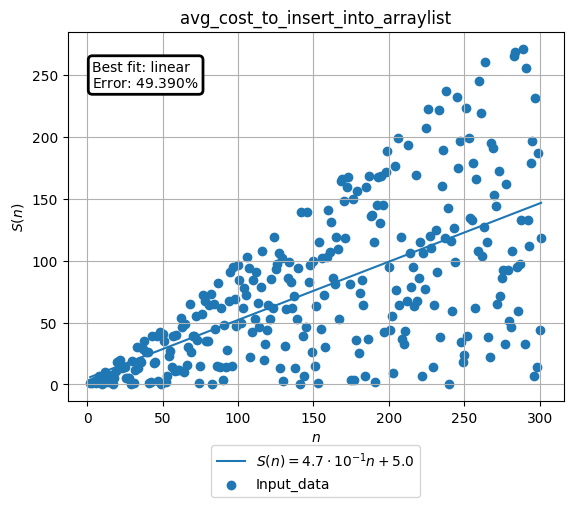 avg_cost_to_insert_into_arraylist
Best fit: linear
Error: 49.390%
S(n)
250
200
150
100
50
0
0 50 100 150 200 250 300
n
S(n) = 4.7 · 10⁻¹n + 5.0
Input_data